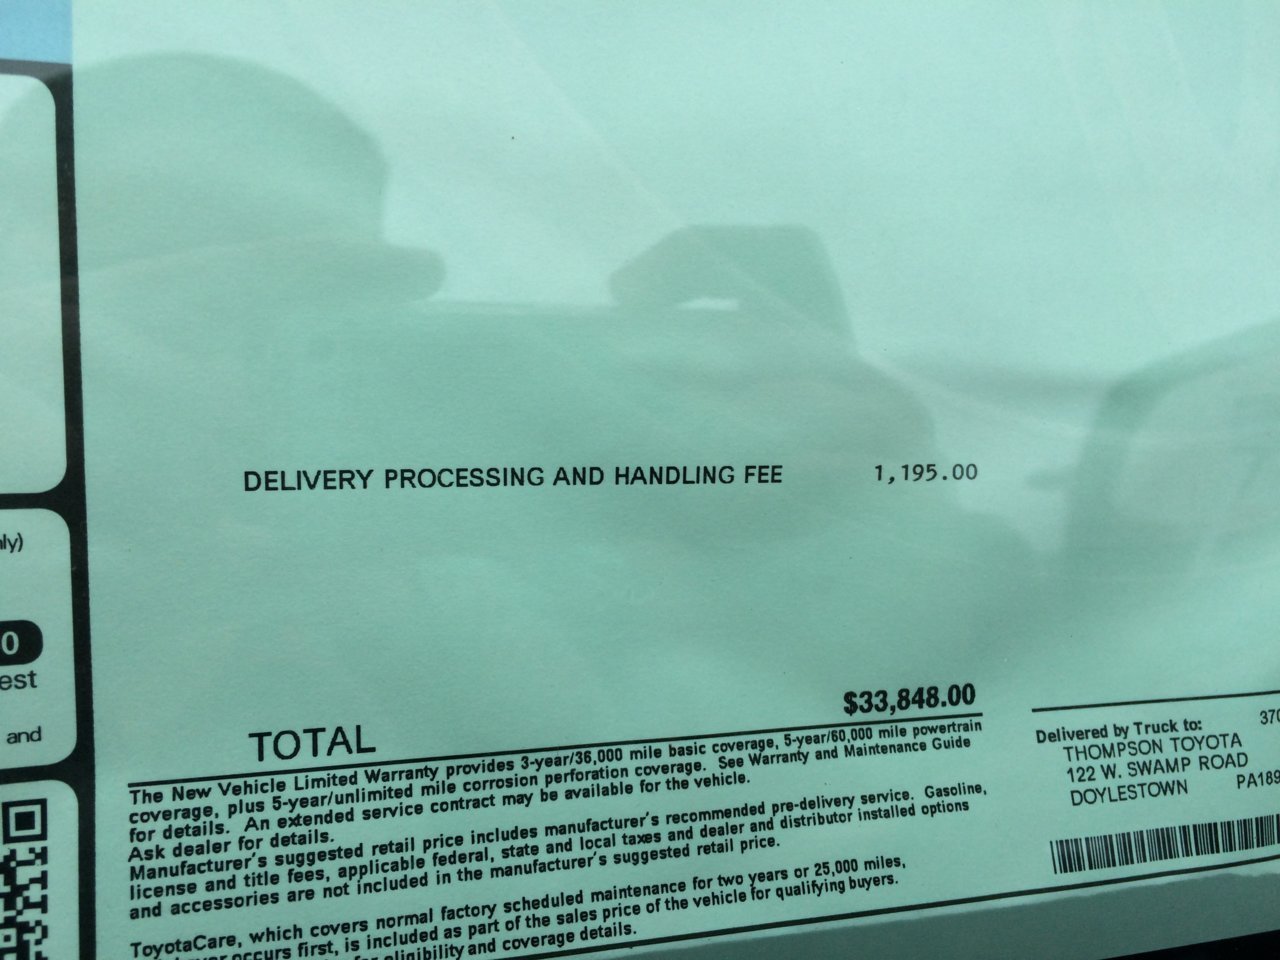 DELIVERY PROCESSING AND HANDLING FEE 1,195.00
TOTAL $33,848.00
The New Vehicle Limited Warranty provides 3-year/36,000 mile basic coverage, 5-year/60,000 mile powertrain
coverage, plus 5-year/unlimited mile corrosion perforation coverage. See Warranty and Maintenance Guide
for details. An extended service contract may be available for the vehicle.
Ask dealer for details.
Manufacturer's suggested retail price includes manufacturer's recommended pre-delivery service. Gasoline,
license and title fees, applicable federal, state and local taxes and dealer and distributor installed options
and accessories are not included in the manufacturer's suggested retail price.
ToyotaCare, which covers normal factory scheduled maintenance for two years or 25,000 miles,
occurs first, is included as part of the sales price of the vehicle for qualifying buyers.
eligibility and coverage details.
Delivered by Truck to: 370
THOMPSON TOYOTA
122 W. SWAMP ROAD
DOYLESTOWN PA189
nly)
0
est
and